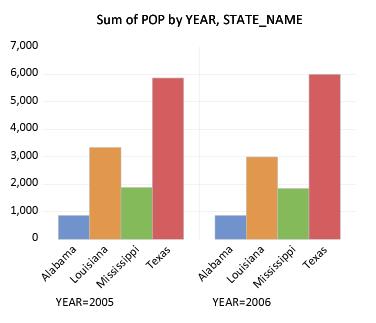 Sum of POP by YEAR, STATE_NAME
7,000
6,000
5,000
4,000
3,000
2,000
1,000
0
Alabama
Louisiana
Mississippi
Texas
Alabama
Louisiana
Mississippi
Texas
YEAR=2005
YEAR=2006